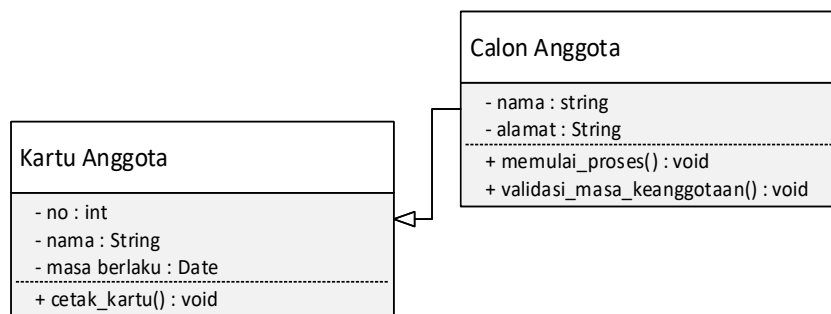 Calon Anggota
- nama : string
- alamat : String
+ memulai_proses() : void
+ validasi_masa_keanggotaan() : void
Kartu Anggota
- no : int
- nama : String
- masa berlaku : Date
+ cetak_kartu() : void